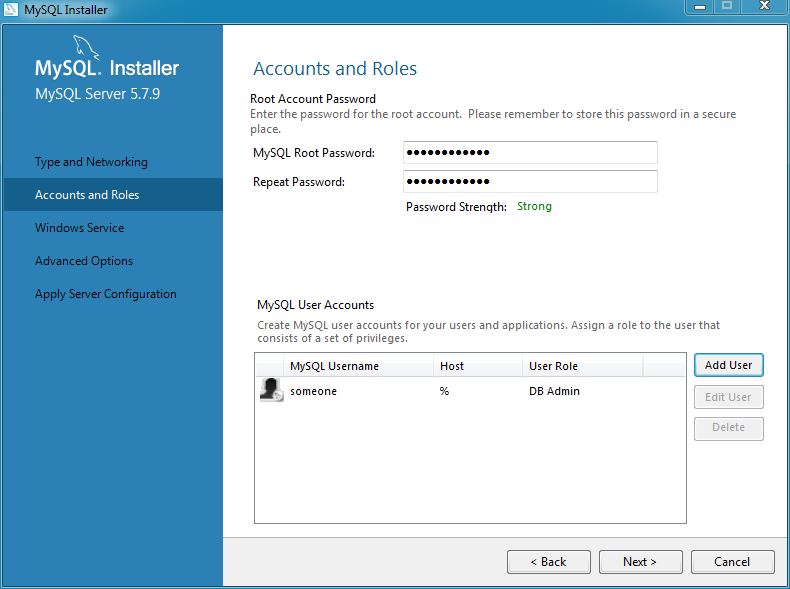 MySQL Installer
MySQL® Installer
MySQL Server 5.7.9
Type and Networking
Accounts and Roles
Windows Service
Advanced Options
Apply Server Configuration
Accounts and Roles
Root Account Password
Enter the password for the root account.  Please remember to store this password in a secure
place.
MySQL Root Password:
Repeat Password:
Password Strength: Strong
MySQL User Accounts
Create MySQL user accounts for your users and applications. Assign a role to the user that
consists of a set of privileges.
MySQL Username Host User Role
someone % DB Admin
Add User
Edit User
Delete
< Back Next > Cancel